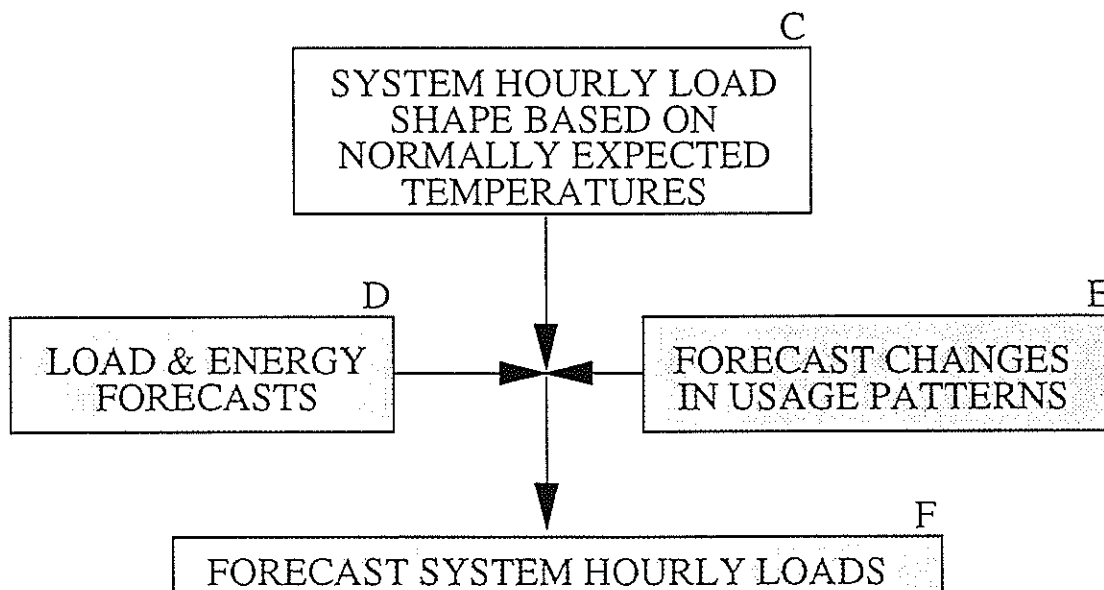 C
SYSTEM HOURLY LOAD
SHAPE BASED ON
NORMALLY EXPECTED
TEMPERATURES
D
E
LOAD & ENERGY
FORECASTS
FORECAST CHANGES
IN USAGE PATTERNS
F
FORECAST SYSTEM HOURLY LOADS